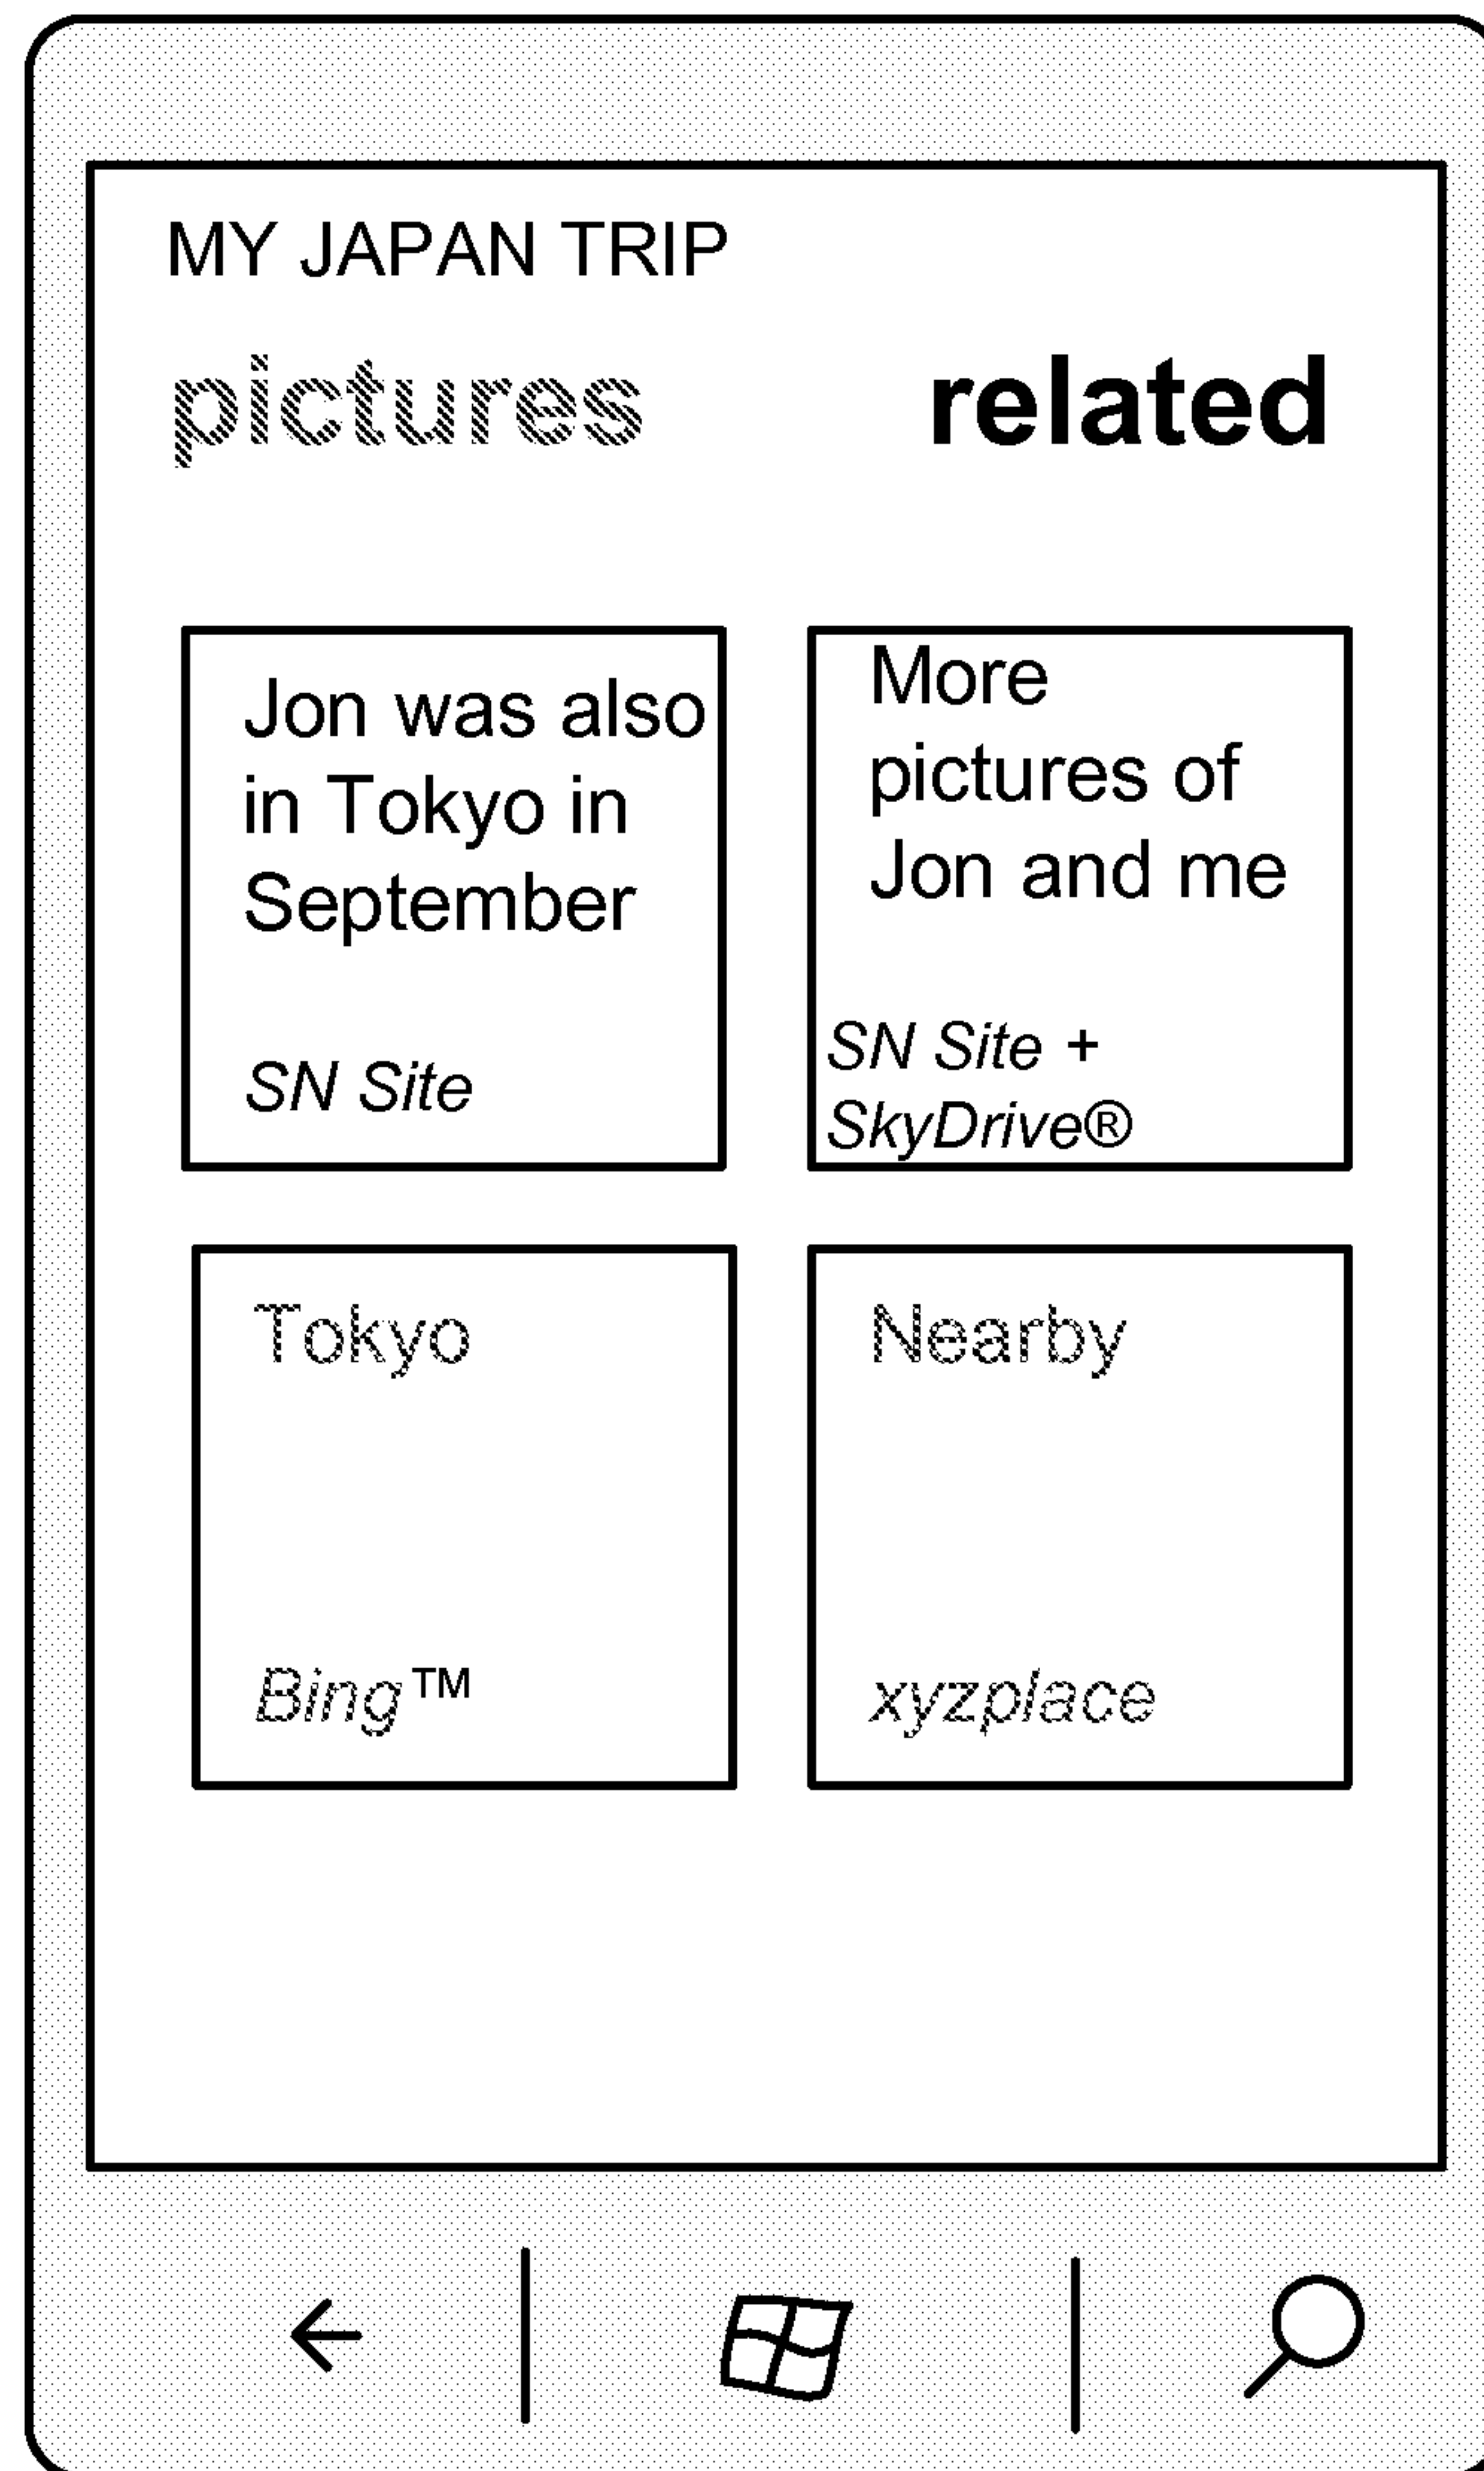 MY JAPAN TRIP
pictures related
Jon was also
in Tokyo in
September
SN Site
More
pictures of
Jon and me
SN Site +
SkyDrive®
Tokyo
Bing™
Nearby
xyzplace